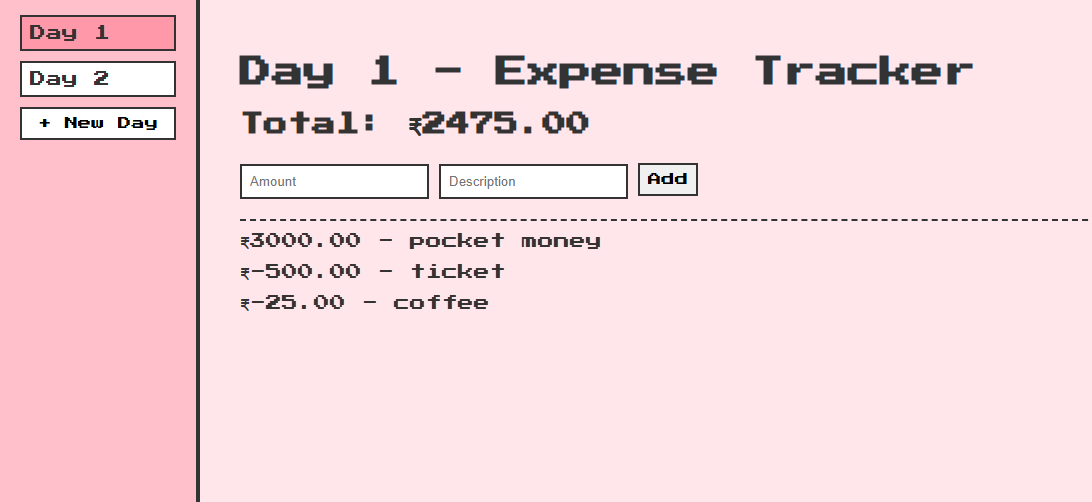 Day 1
Day 2
+ New Day
Day 1 - Expense Tracker
Total: ₹2475.00
Amount
Description
Add
₹3000.00 - pocket money
₹-500.00 - ticket
₹-25.00 - coffee